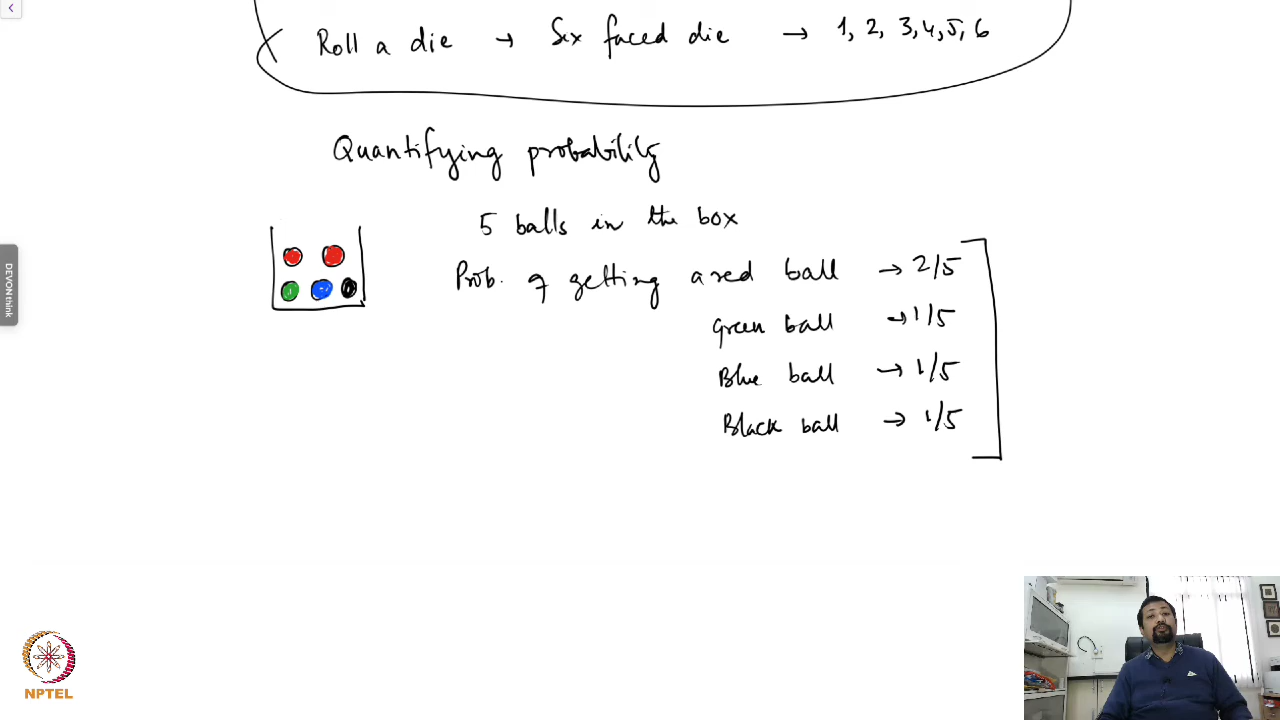 Roll a die → Six faced die → 1, 2, 3, 4, 5, 6
Quantifying probability
5 balls in the box
Prob. of getting a red ball → 2/5
Green ball → 1/5
Blue ball → 1/5
Black ball → 1/5
DEVONthink
NPTEL